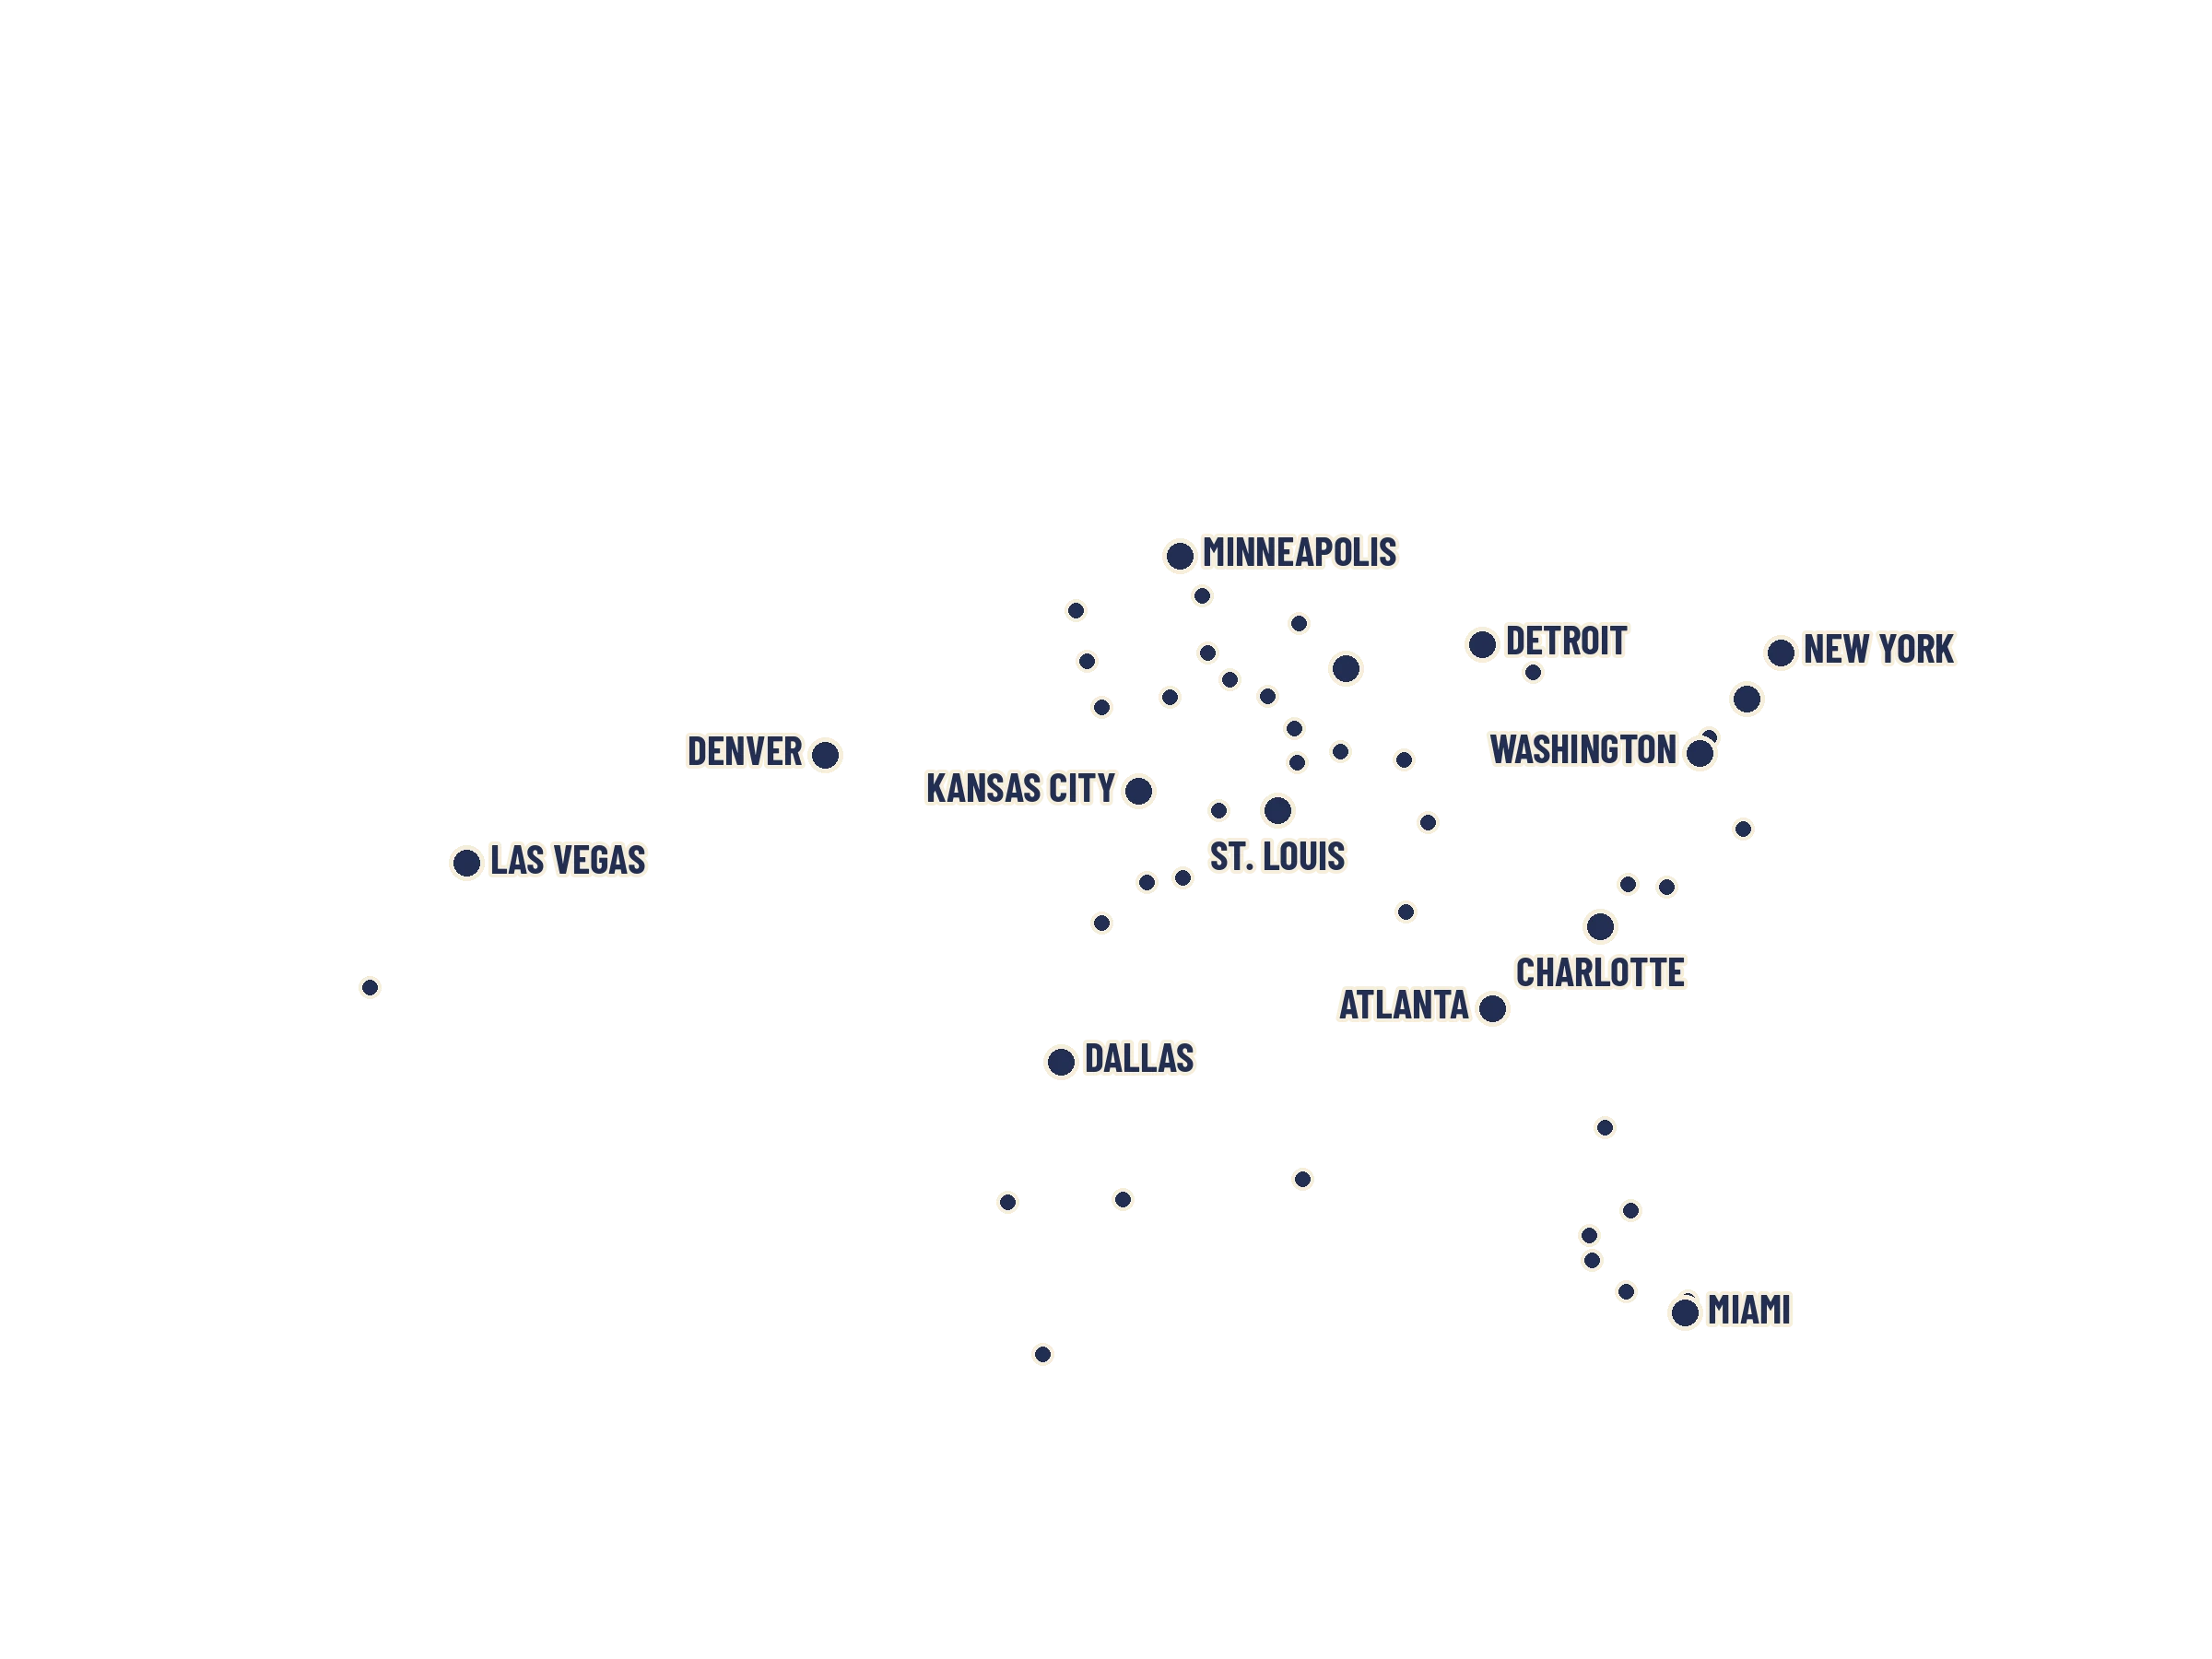 MINNEAPOLIS
DETROIT
NEW YORK
DENVER
WASHINGTON
KANSAS CITY
LAS VEGAS
ST. LOUIS
CHARLOTTE
ATLANTA
DALLAS
MIAMI